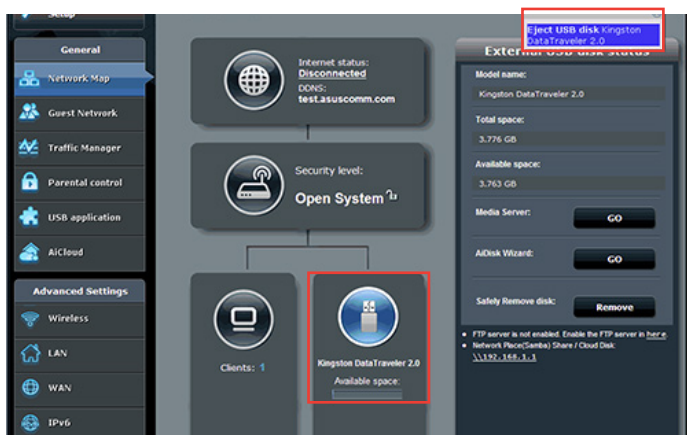 Setup
General
Network Map
Guest Network
Traffic Manager
Parental control
USB application
AiCloud
Advanced Settings
Wireless
LAN
WAN
IPv6
Internet status:
Disconnected
DDNS:
test.asuscomm.com
Security level:
Open System
Clients: 1
Kingston DataTraveler 2.0
Available space:
Eject USB disk Kingston
DataTraveler 2.0
External USB disk status
Model name:
Kingston DataTraveler 2.0
Total space:
3.776 GB
Available space:
3.763 GB
Media Server:
GO
AiDisk Wizard:
GO
Safely Remove disk:
Remove
• FTP server is not enabled. Enable the FTP server in here.
• Network Place(Samba) Share / Cloud Disk:
\\192.168.1.1